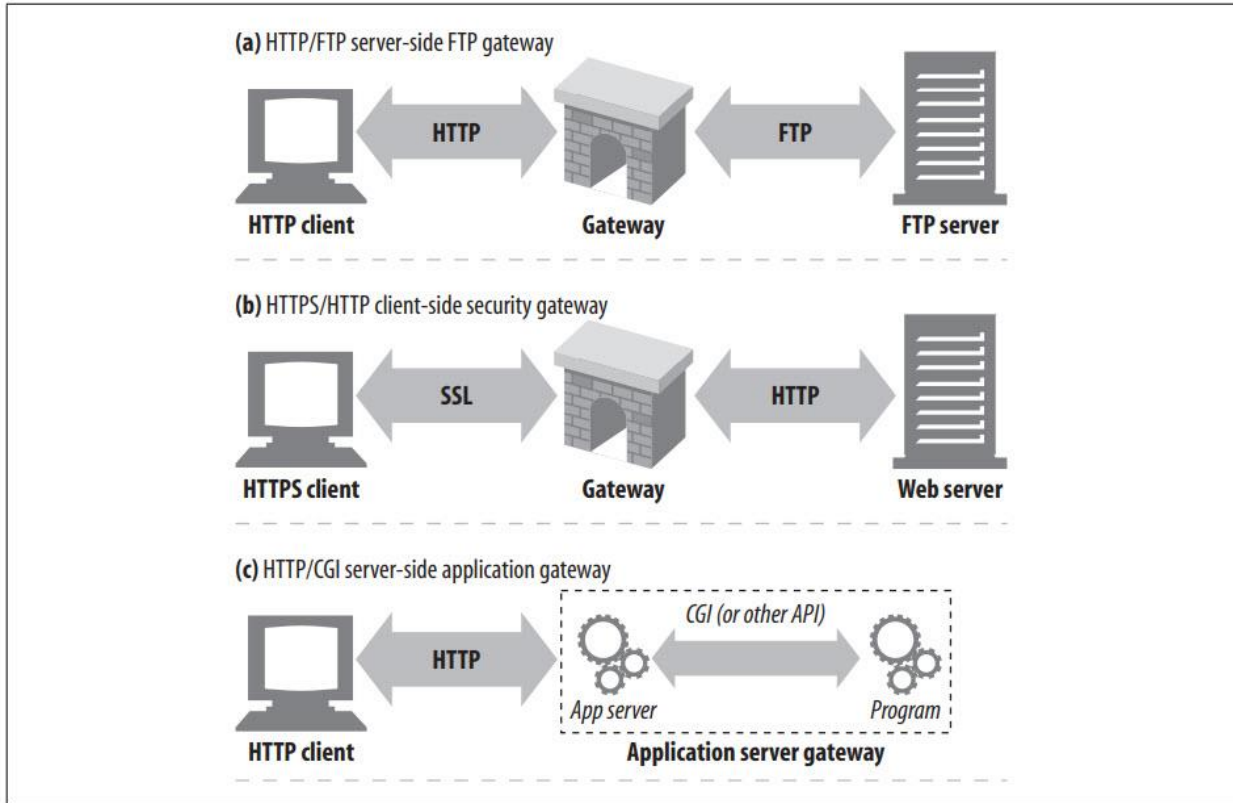 (a) HTTP/FTP server-side FTP gateway
HTTP
FTP
HTTP client
Gateway
FTP server
(b) HTTPS/HTTP client-side security gateway
SSL
HTTP
HTTPS client
Gateway
Web server
(c) HTTP/CGI server-side application gateway
CGI (or other API)
HTTP
App server
Program
HTTP client
Application server gateway